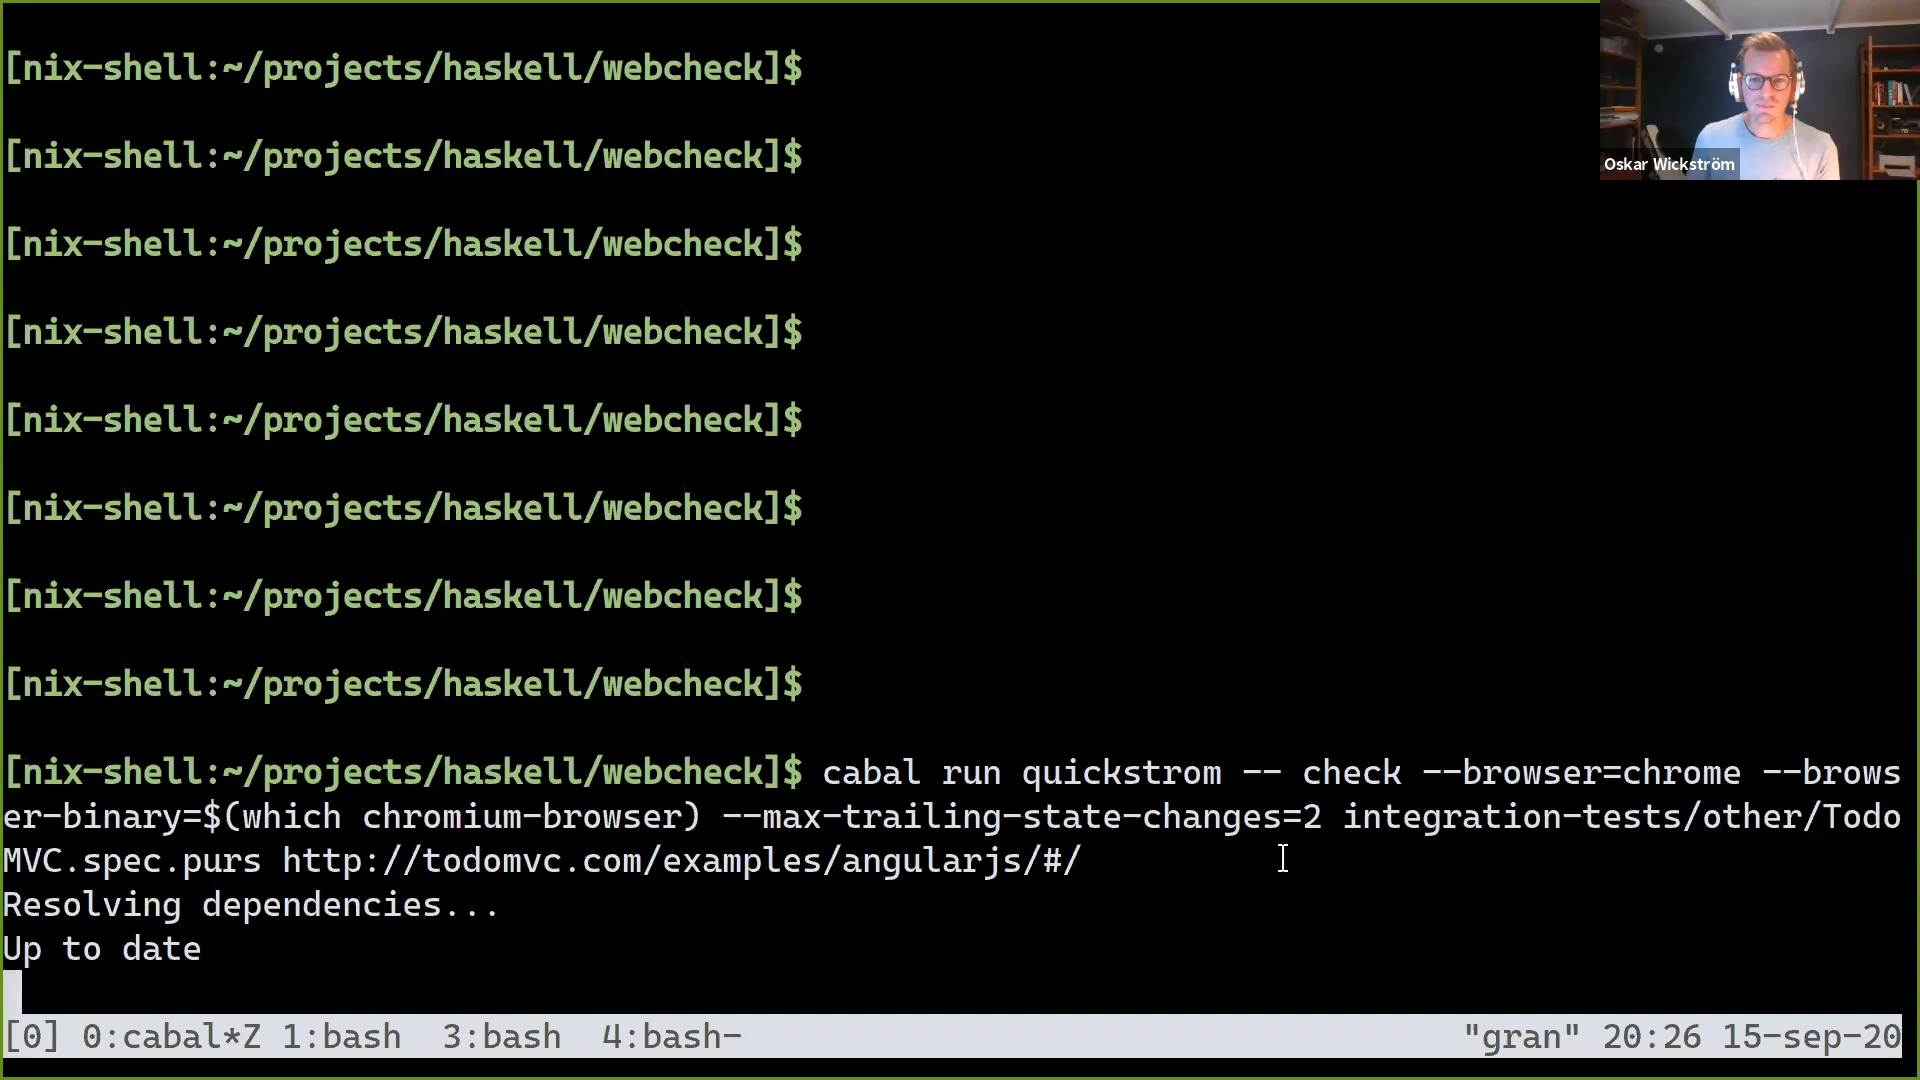 [nix-shell:~/projects/haskell/webcheck]$
[nix-shell:~/projects/haskell/webcheck]$
Oskar Wickström
[nix-shell:~/projects/haskell/webcheck]$
[nix-shell:~/projects/haskell/webcheck]$
[nix-shell:~/projects/haskell/webcheck]$
[nix-shell:~/projects/haskell/webcheck]$
[nix-shell:~/projects/haskell/webcheck]$
[nix-shell:~/projects/haskell/webcheck]$
[nix-shell:~/projects/haskell/webcheck]$ cabal run quickstrom -- check --browser=chrome --brows
er-binary=$(which chromium-browser) --max-trailing-state-changes=2 integration-tests/other/Todo
MVC.spec.purs http://todomvc.com/examples/angularjs/#/
Resolving dependencies...
Up to date
[0] 0:cabal*Z 1:bash  3:bash  4:bash- "gran" 20:26 15-sep-20